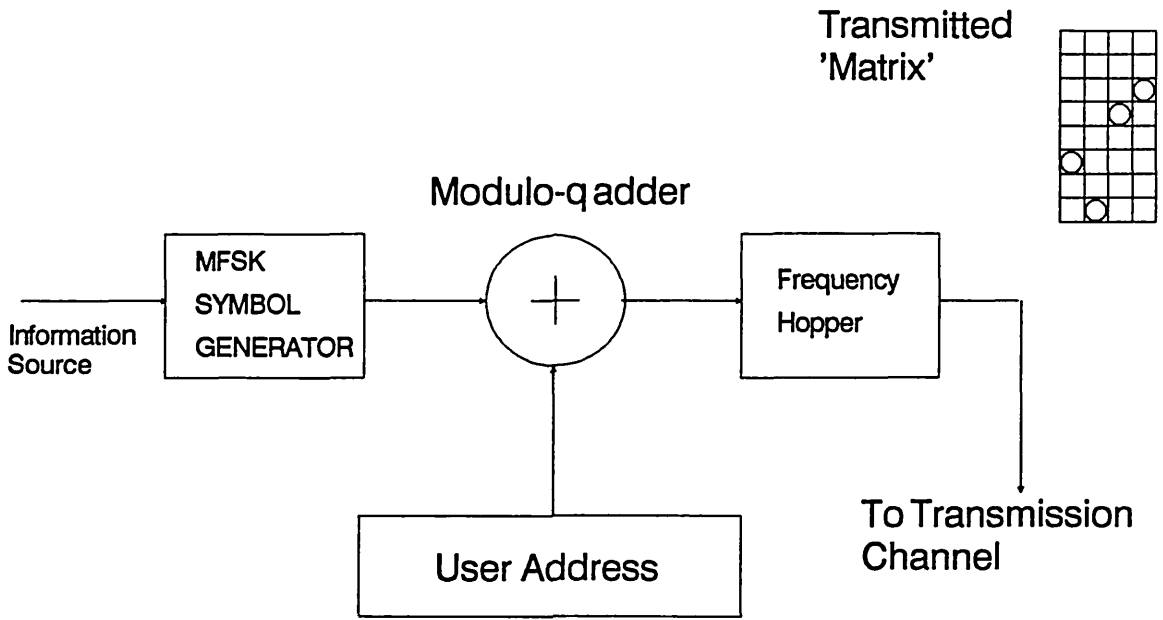 Transmitted
'Matrix'
Modulo-q adder
MFSK
SYMBOL
GENERATOR
Frequency
Hopper
Information
Source
To Transmission
Channel
User Address